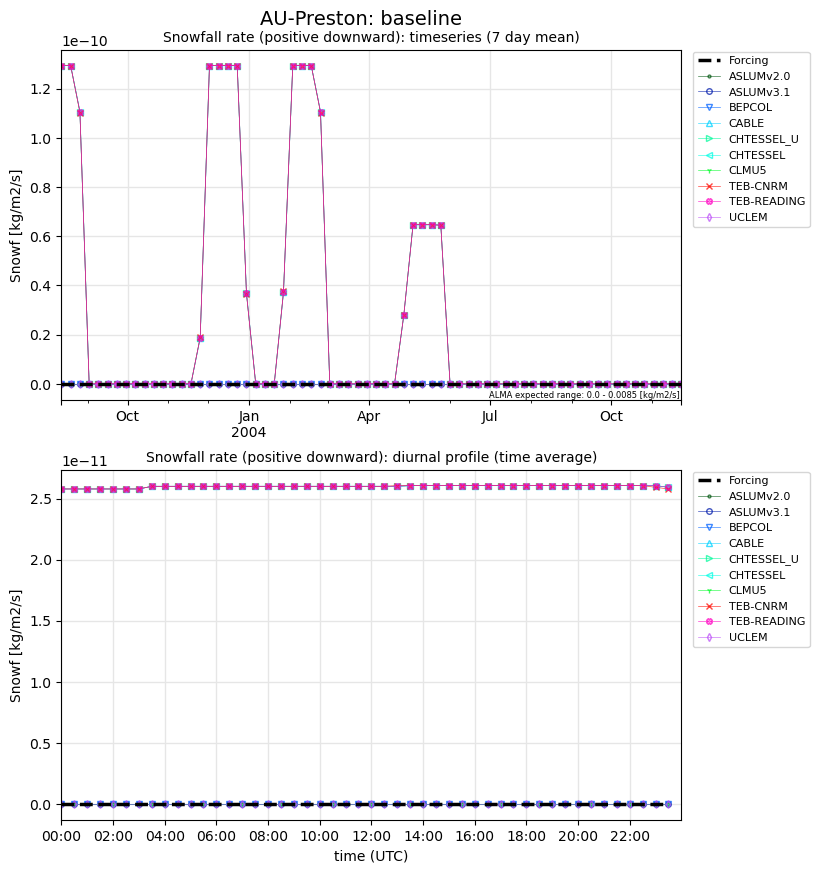 AU-Preston: baseline
Snowfall rate (positive downward): timeseries (7 day mean)
1e−10
1.2
1.0
0.8
0.6
0.4
0.2
0.0
Snowf [kg/m2/s]
ALMA expected range: 0.0 - 0.0085 [kg/m2/s]
Oct
Jan
2004
Apr
Jul
Oct
Forcing
ASLUMv2.0
ASLUMv3.1
BEPCOL
CABLE
CHTESSEL_U
CHTESSEL
CLMU5
TEB-CNRM
TEB-READING
UCLEM
Snowfall rate (positive downward): diurnal profile (time average)
1e−11
2.5
2.0
1.5
1.0
0.5
0.0
Snowf [kg/m2/s]
00:00
02:00
04:00
06:00
08:00
10:00
12:00
14:00
16:00
18:00
20:00
22:00
time (UTC)
Forcing
ASLUMv2.0
ASLUMv3.1
BEPCOL
CABLE
CHTESSEL_U
CHTESSEL
CLMU5
TEB-CNRM
TEB-READING
UCLEM